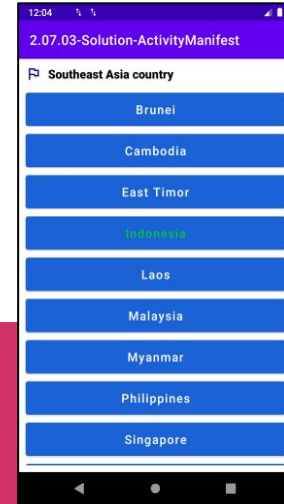 12:04
2.07.03-Solution-ActivityManifest
Southeast Asia country
Brunei
Cambodia
East Timor
Indonesia
Laos
Malaysia
Myanmar
Philippines
Singapore